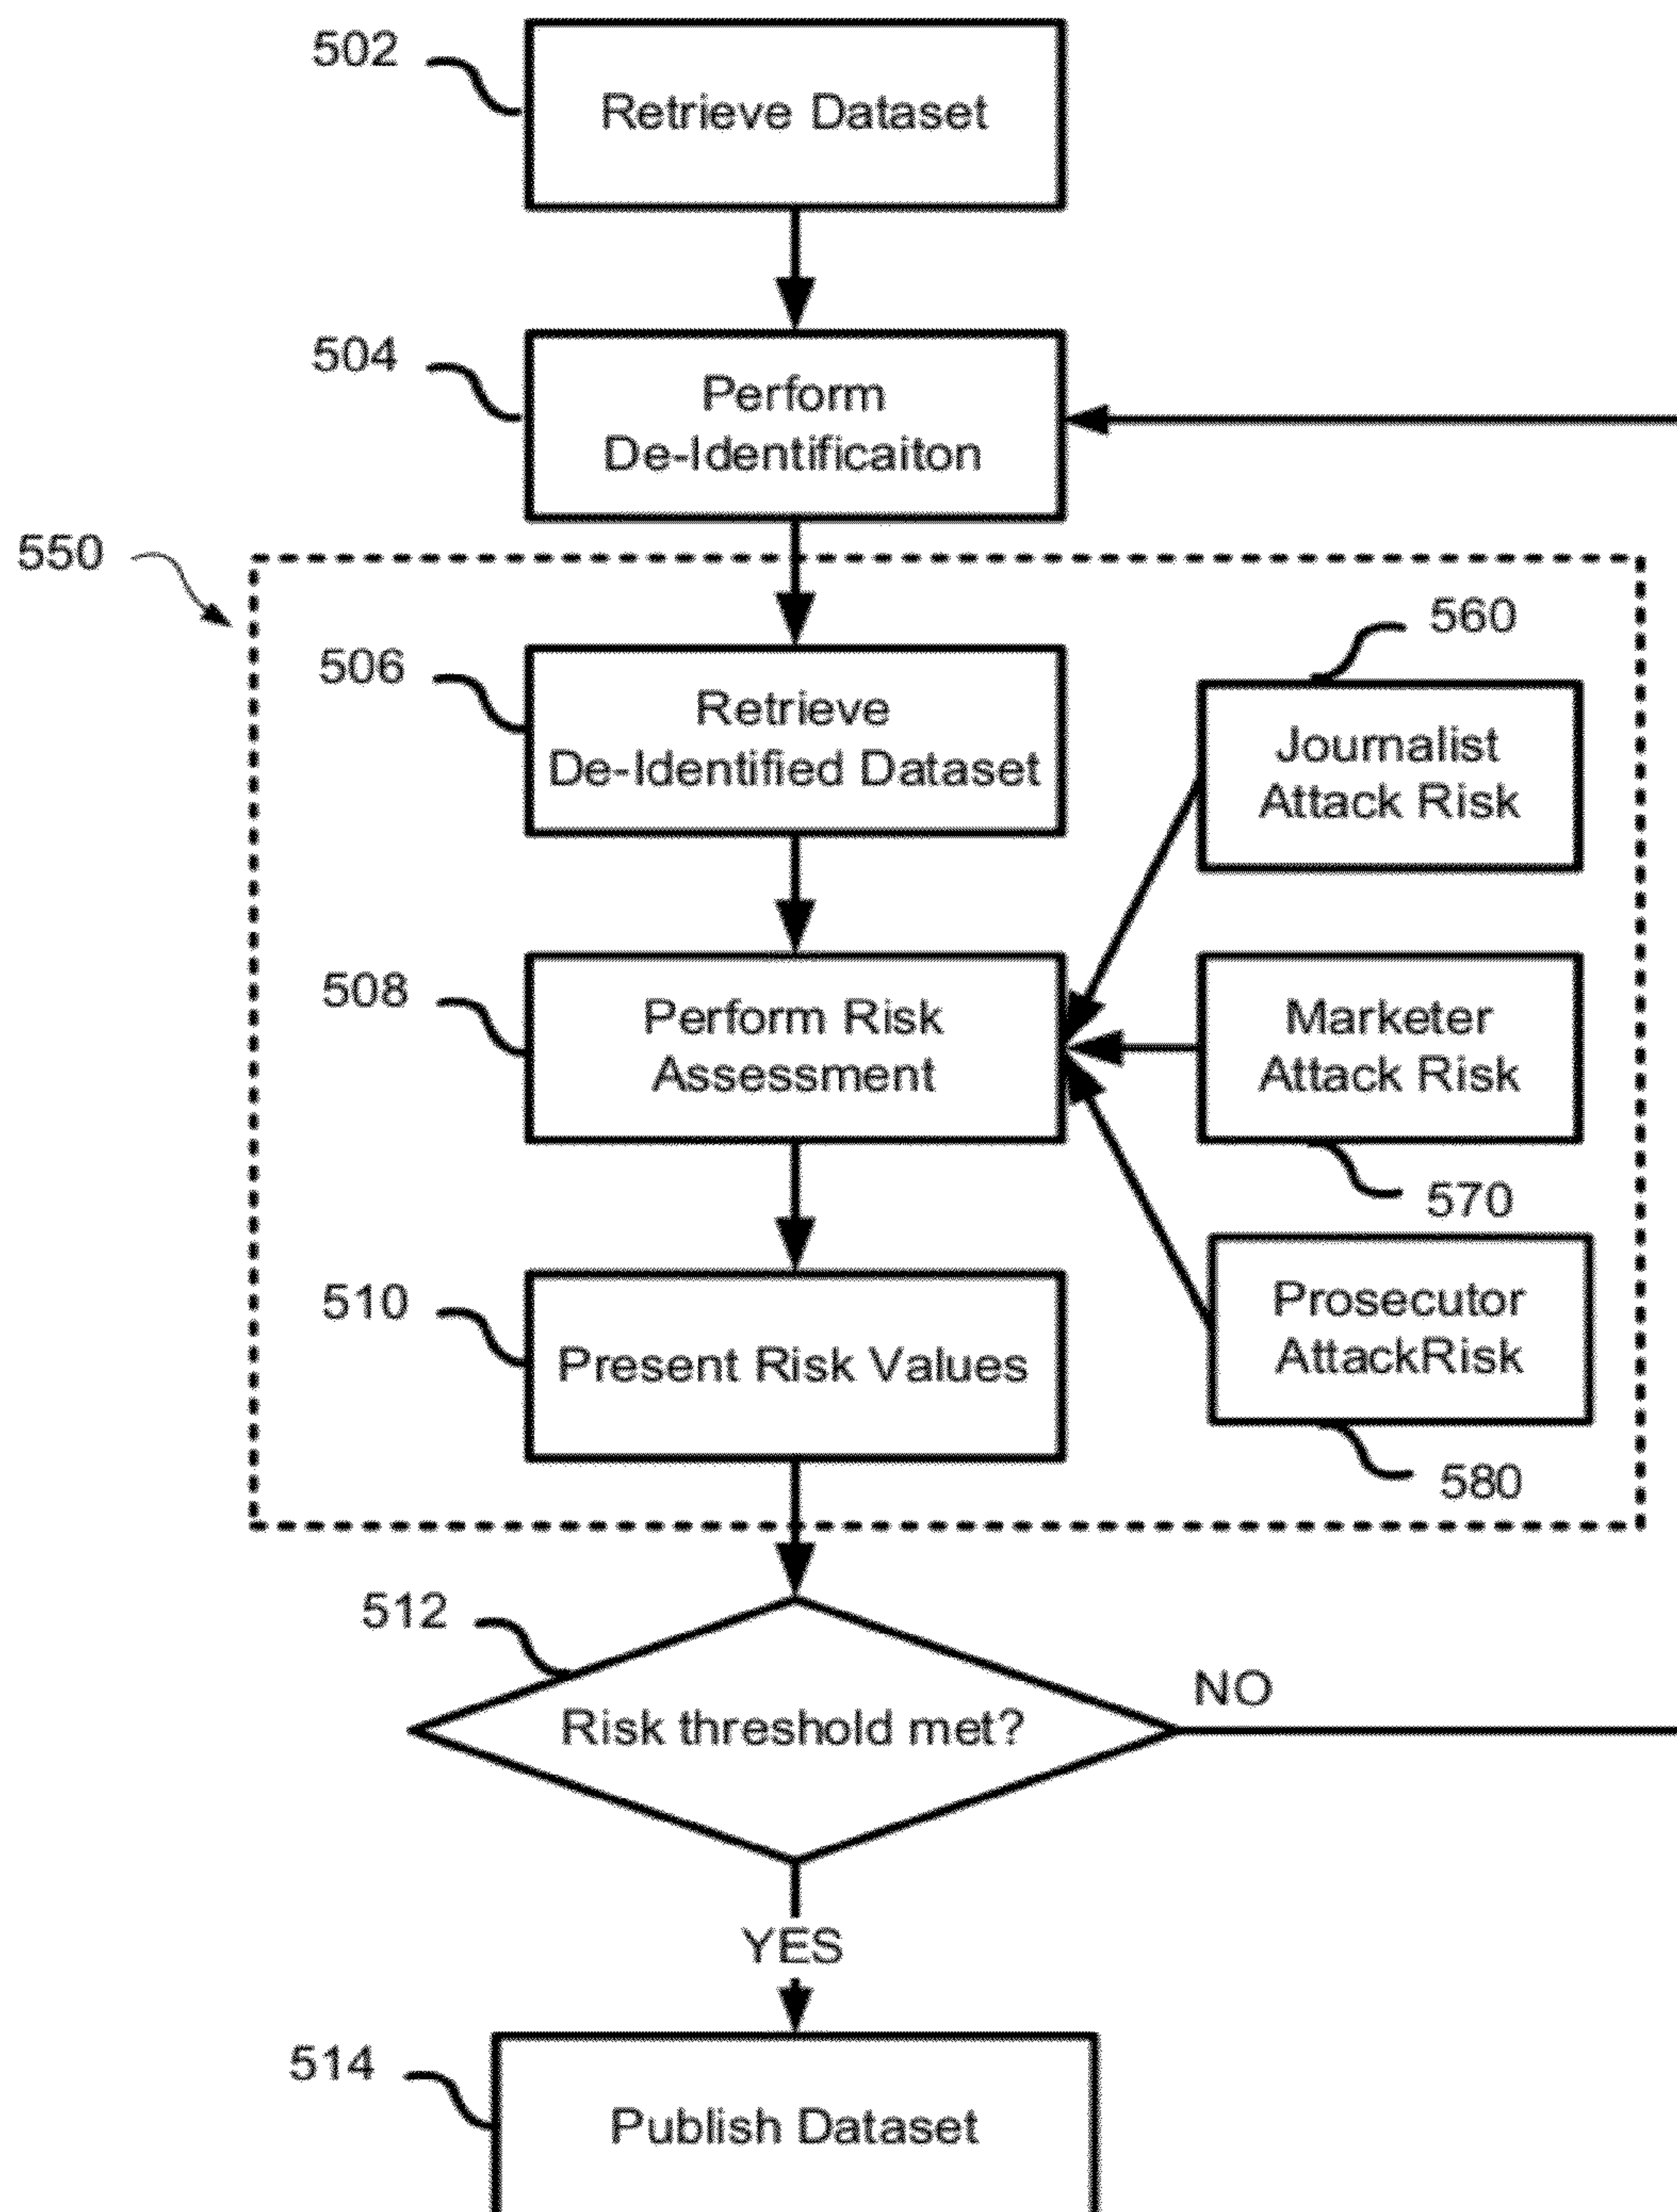 502
Retrieve Dataset
504
Perform
De-Identificaiton
550
506
Retrieve
De-Identified Dataset
560
Journalist
Attack Risk
508
Perform Risk
Assessment
Marketer
Attack Risk
570
510
Present Risk Values
Prosecutor
AttackRisk
580
512
Risk threshold met?
NO
YES
514
Publish Dataset